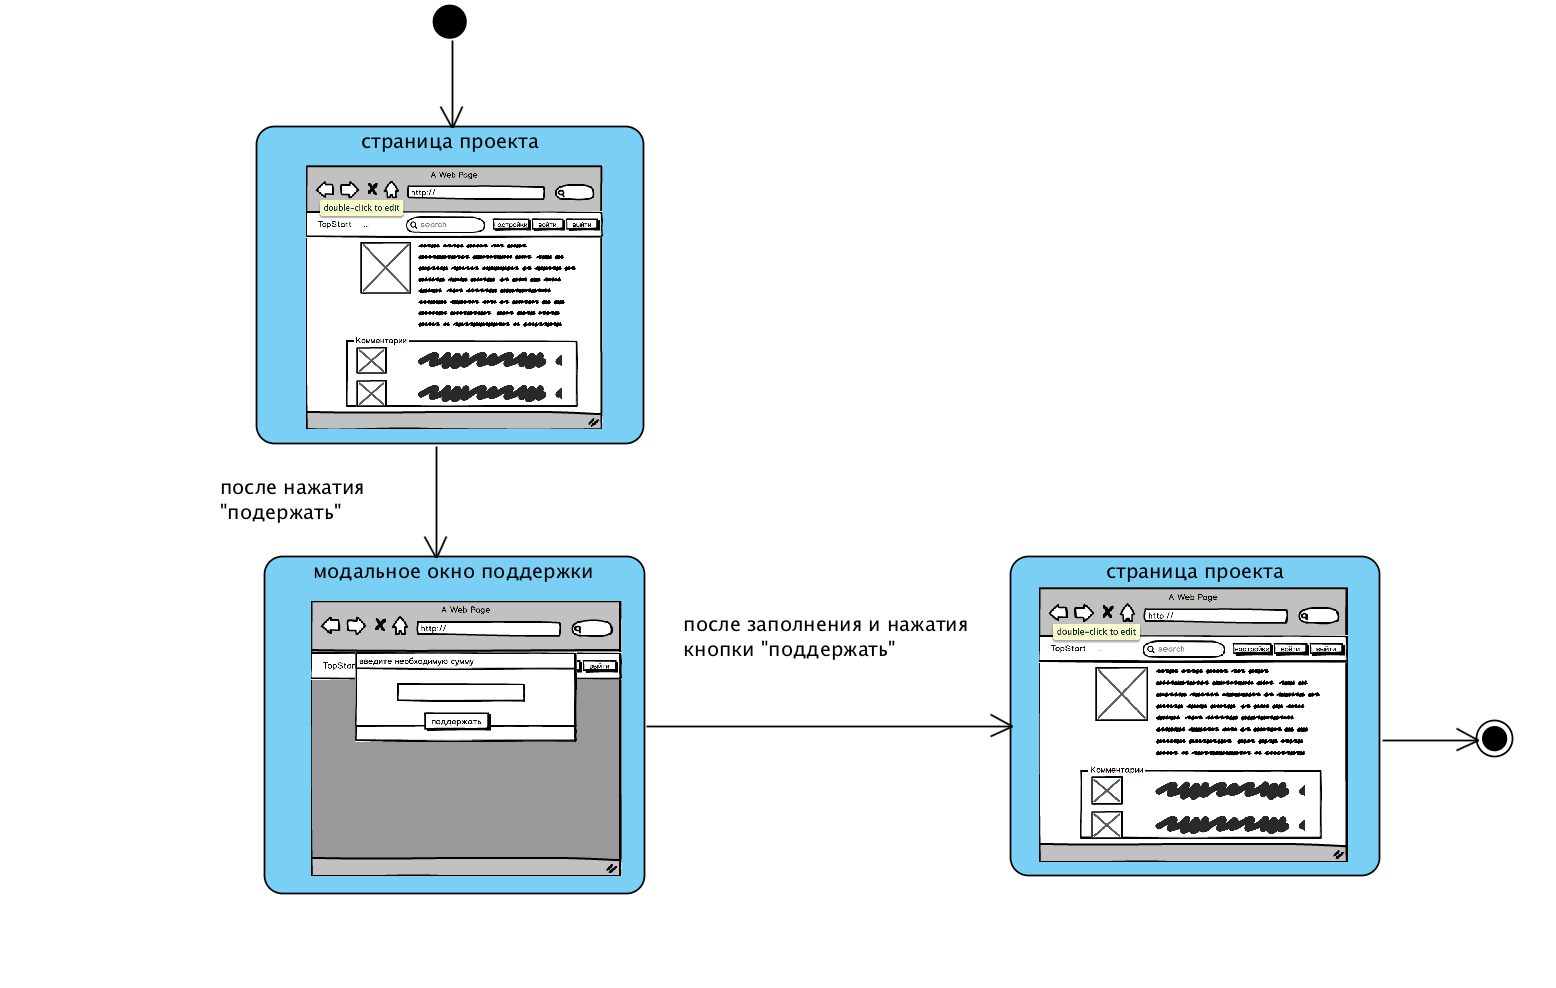 страница проекта
A Web Page
http://
double-click to edit
TopStart ... search настройки войти выйти
Комментарии
после нажатия
"подержать"
модальное окно поддержки
A Web Page
http://
TopStar выйти
введите необходимую сумму
поддержать
после заполнения и нажатия
кнопки "поддержать"
страница проекта
A Web Page
http://
double-click to edit
TopStart ... search настройки войти выйти
Комментарии